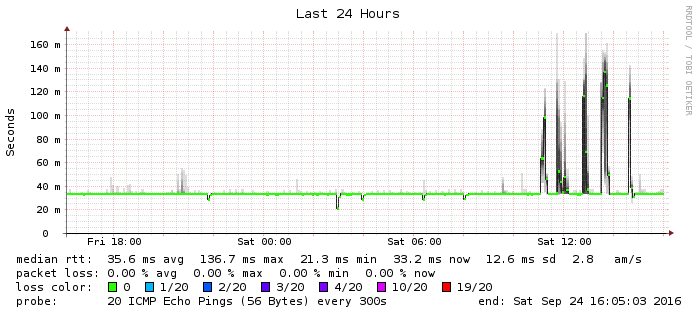 Last 24 Hours
RRDTOOL / TOBI OETIKER
Seconds
160 m
140 m
120 m
100 m
80 m
60 m
40 m
20 m
0
Fri 18:00 Sat 00:00 Sat 06:00 Sat 12:00
median rtt: 35.6 ms avg 136.7 ms max 21.3 ms min 33.2 ms now 12.6 ms sd 2.8 am/s
packet loss: 0.00 % avg 0.00 % max 0.00 % min 0.00 % now
loss color: 0 1/20 2/20 3/20 4/20 10/20 19/20
probe: 20 ICMP Echo Pings (56 Bytes) every 300s end: Sat Sep 24 16:05:03 2016